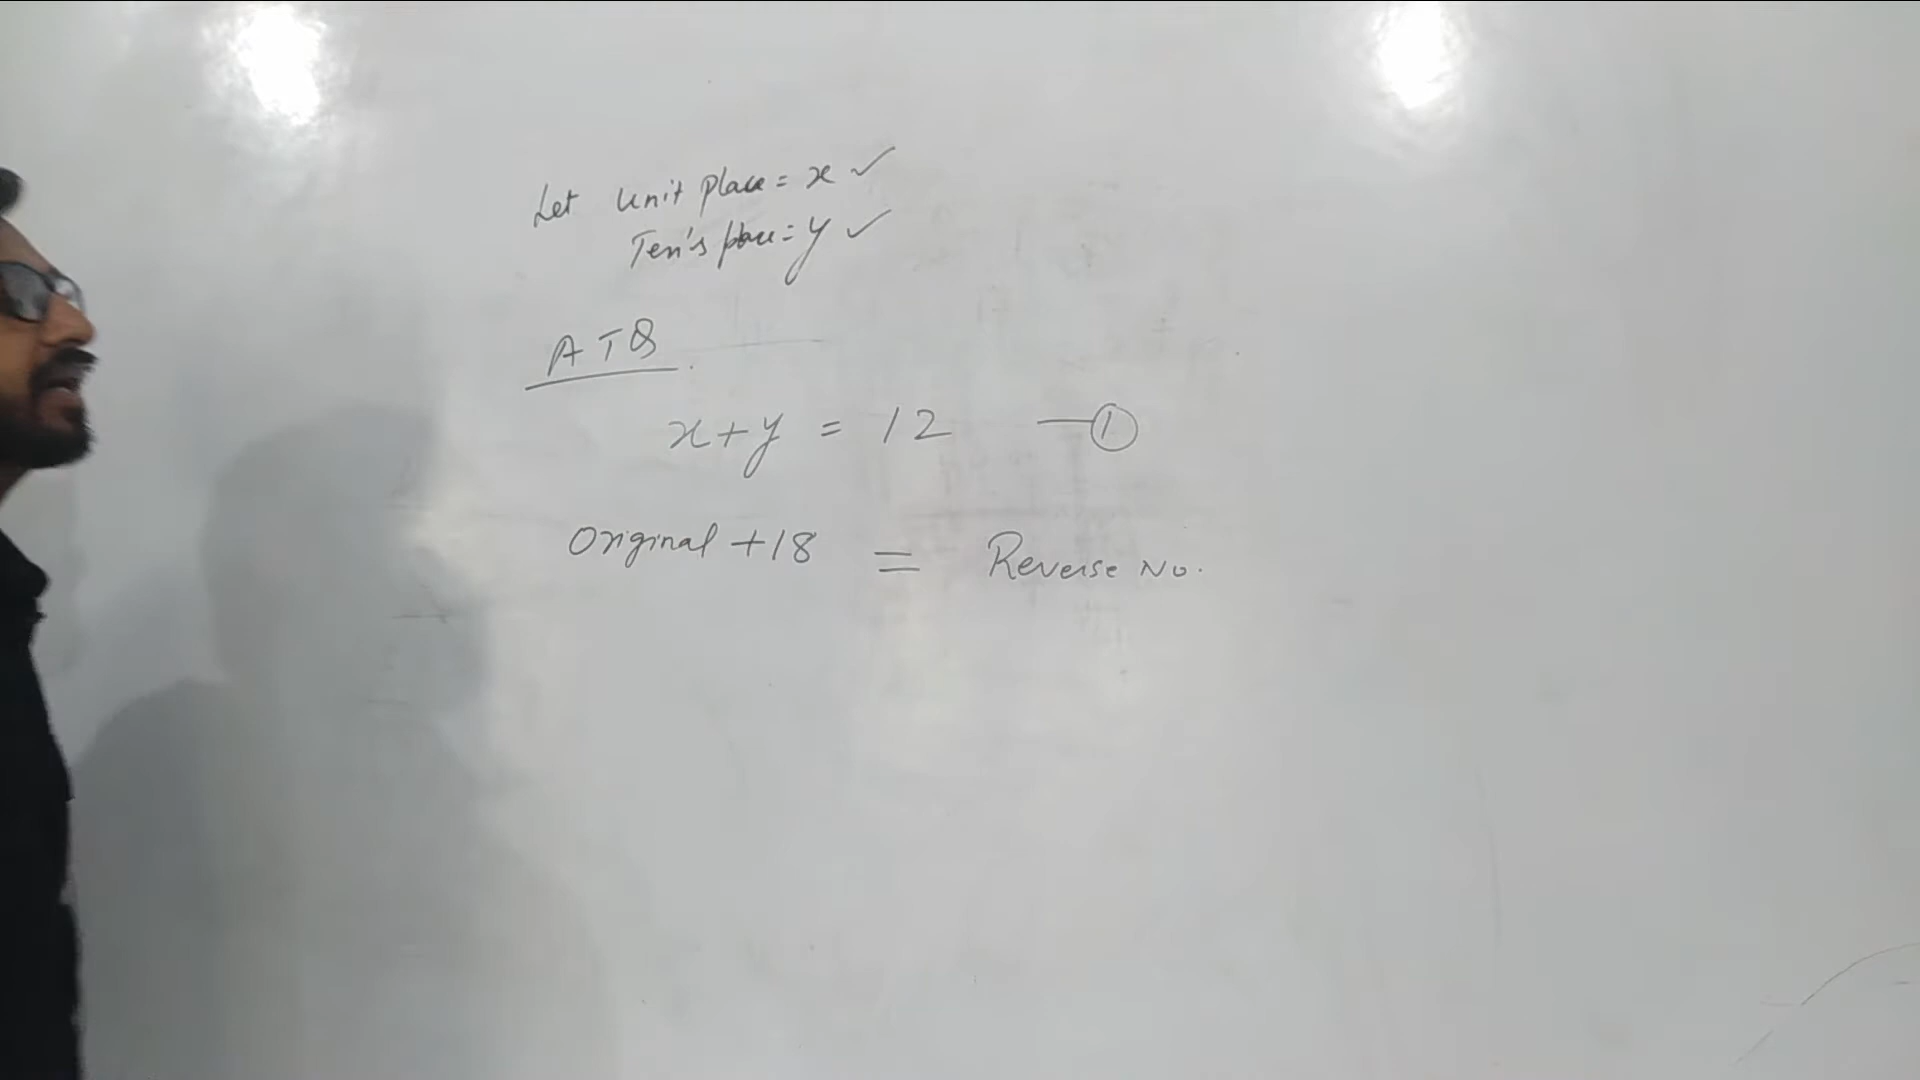 Let unit place = x ✓
Ten's place = y ✓
ATQ
x+y = 12 —①
Original +18 = Reverse No.